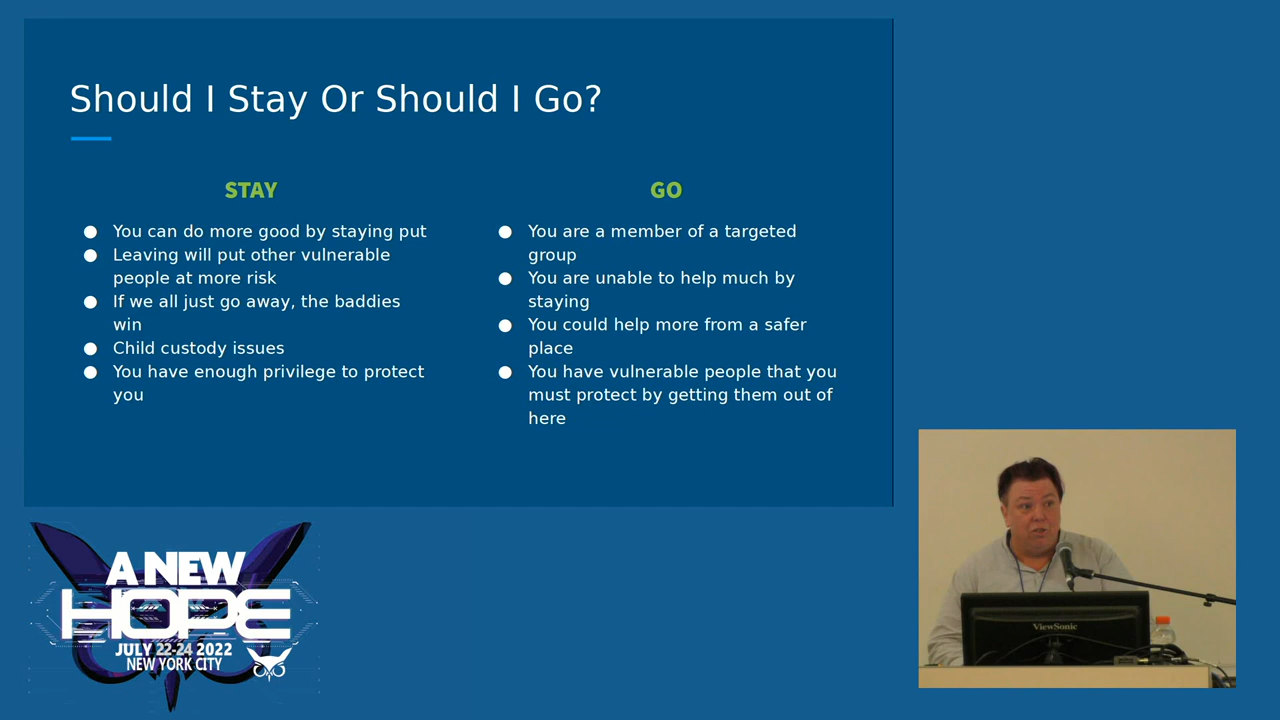 Should I Stay Or Should I Go?
STAY
● You can do more good by staying put
● Leaving will put other vulnerable
people at more risk
● If we all just go away, the baddies
win
● Child custody issues
● You have enough privilege to protect
you
GO
● You are a member of a targeted
group
● You are unable to help much by
staying
● You could help more from a safer
place
● You have vulnerable people that you
must protect by getting them out of
here
A NEW
HOPE
JULY 22-24 2022
NEW YORK CITY
ViewSonic